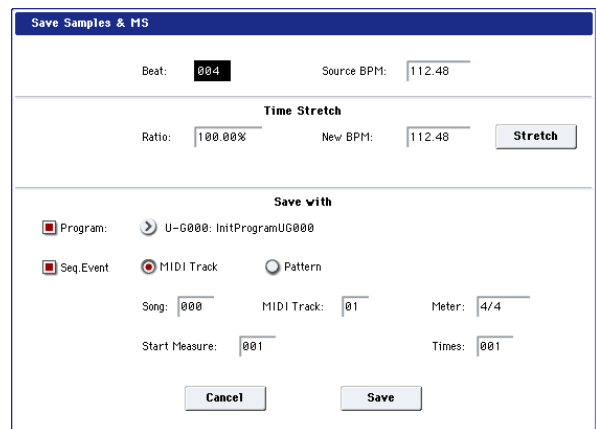 Save Samples & MS
Beat: 004 Source BPM: 112.48
Time Stretch
Ratio: 100.00% New BPM: 112.48 Stretch
Save with
Program: U-G000: InitProgramUG000
Seq.Event MIDI Track Pattern
Song: 000 MIDI Track: 01 Meter: 4/4
Start Measure: 001 Times: 001
Cancel Save